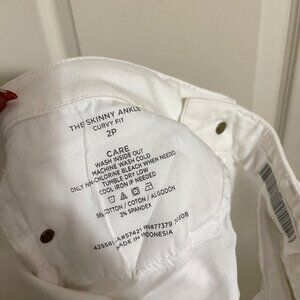 THE SKINNY ANKLE
CURVY FIT
2P
CARE
WASH INSIDE OUT
MACHINE WASH COLD
ONLY NON-CHLORINE BLEACH WHEN NEEDED
TUMBLE DRY LOW
COOL IRON IF NEEDED
COTTON / COTON / ALGODÓN
2% SPANDEX
MADE IN INDONESIA